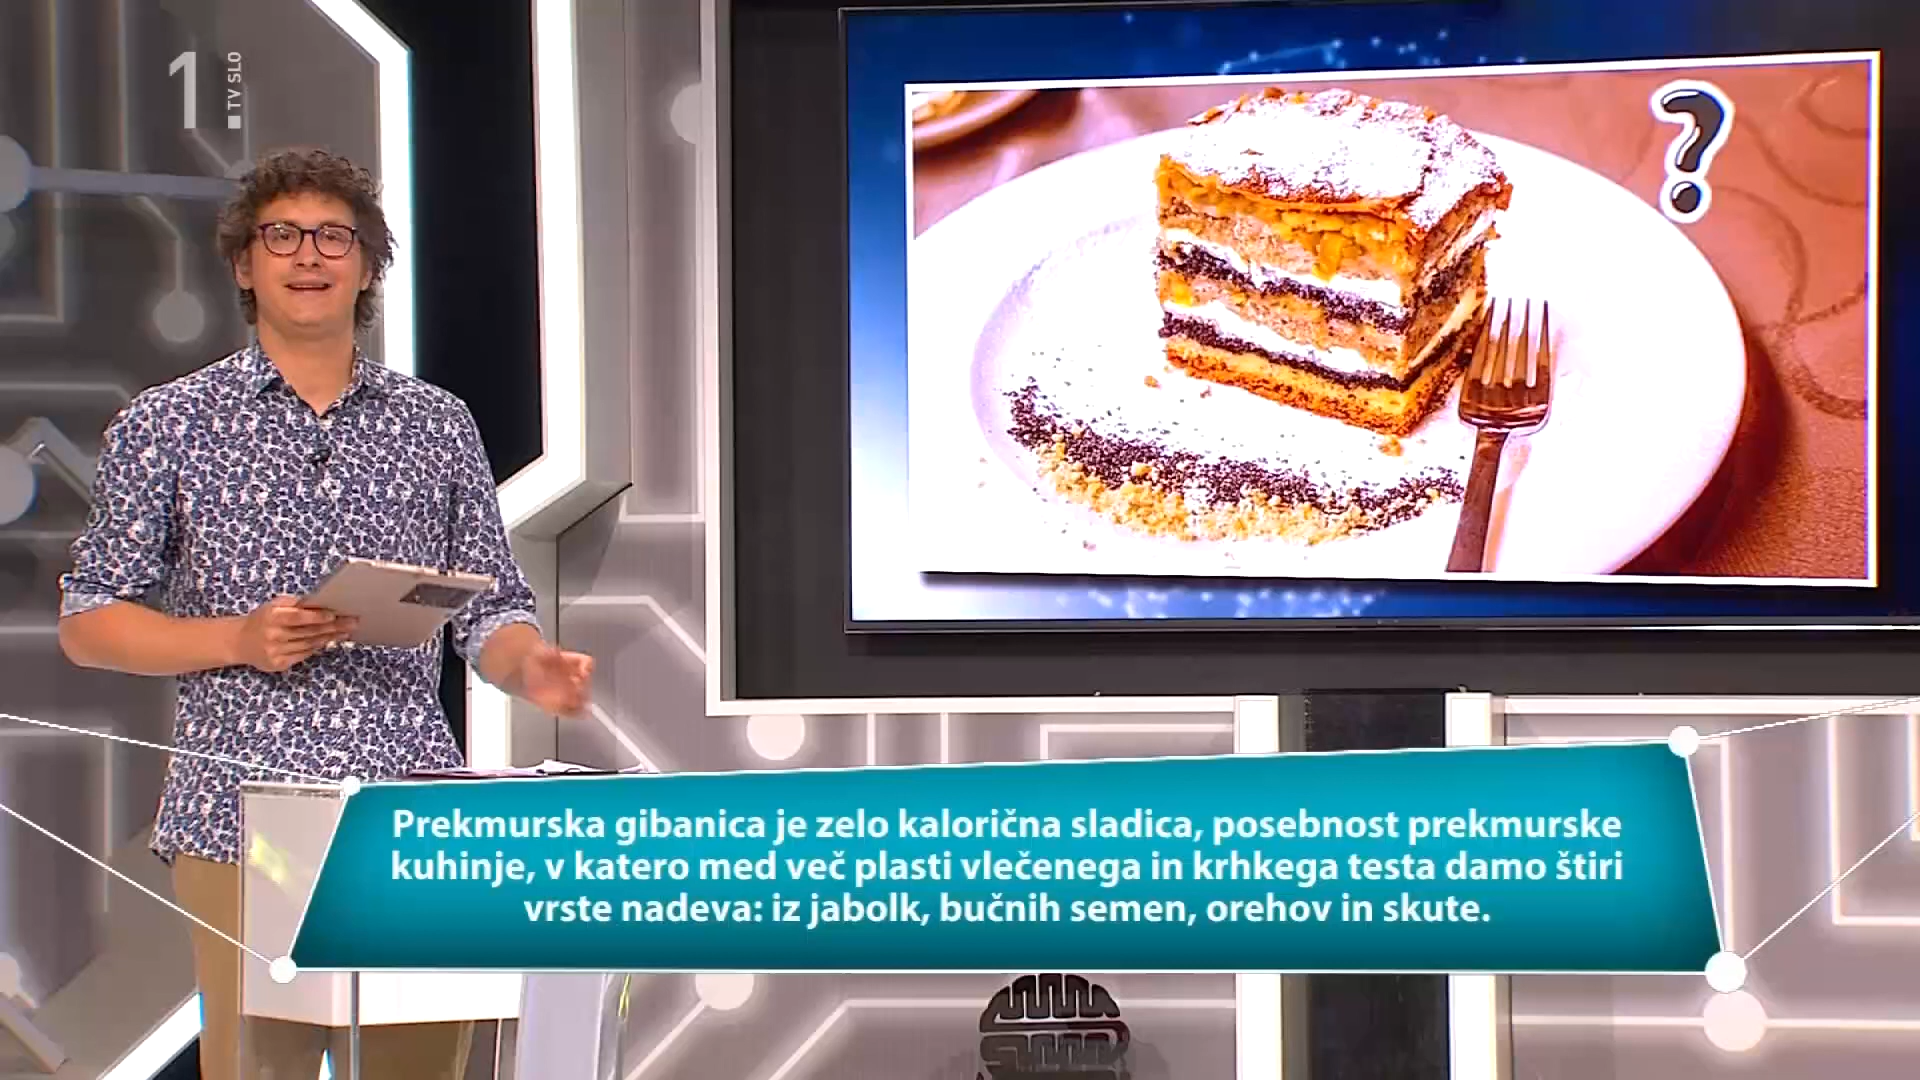 1
TV SLO
?
Prekmurska gibanica je zelo kalorična sladica, posebnost prekmurske
kuhinje, v katero med več plasti vlečenega in krhkega testa damo štiri
vrste nadeva: iz jabolk, bučnih semen, orehov in skute.